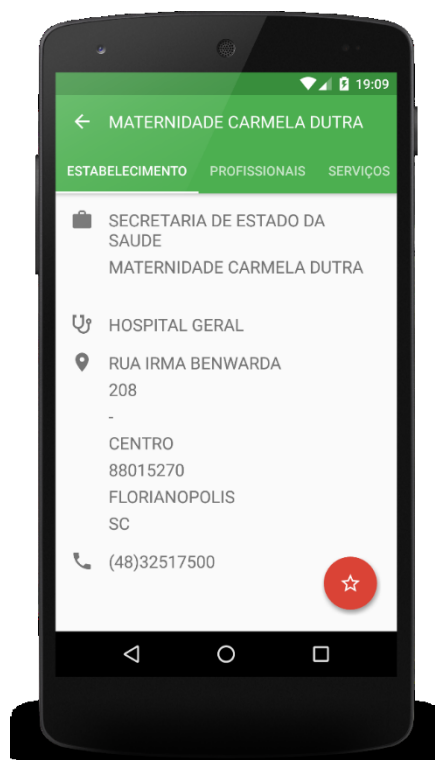 19:09
MATERNIDADE CARMELA DUTRA
ESTABELECIMENTO PROFISSIONAIS SERVIÇOS
SECRETARIA DE ESTADO DA
SAUDE
MATERNIDADE CARMELA DUTRA
HOSPITAL GERAL
RUA IRMA BENWARDA
208
-
CENTRO
88015270
FLORIANOPOLIS
SC
(48)32517500